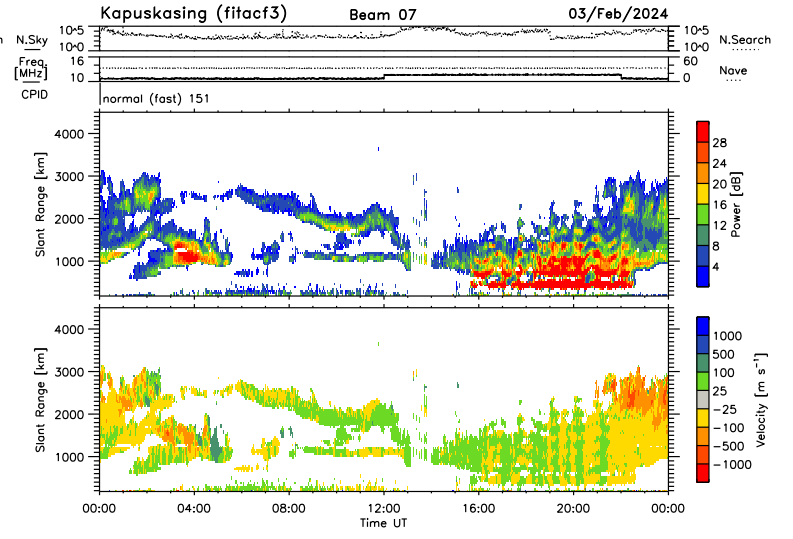 Kapuskasing (fitacf3) Beam 07 03/Feb/2024
n N.Sky 10^5 10^5
10^0 10^0 N.Search
Freq. 16 60
[MHz] Nave
10 0
CPID normal (fast) 151
4000
3000
2000
1000
Slant Range [km]
28
24
20
16
12
8
4
Power [dB]
4000
3000
2000
1000
Slant Range [km]
1000
500
100
25
-25
-100
-500
-1000
Velocity [m s⁻¹]
00:00 04:00 08:00 12:00 16:00 20:00 00:00
Time UT